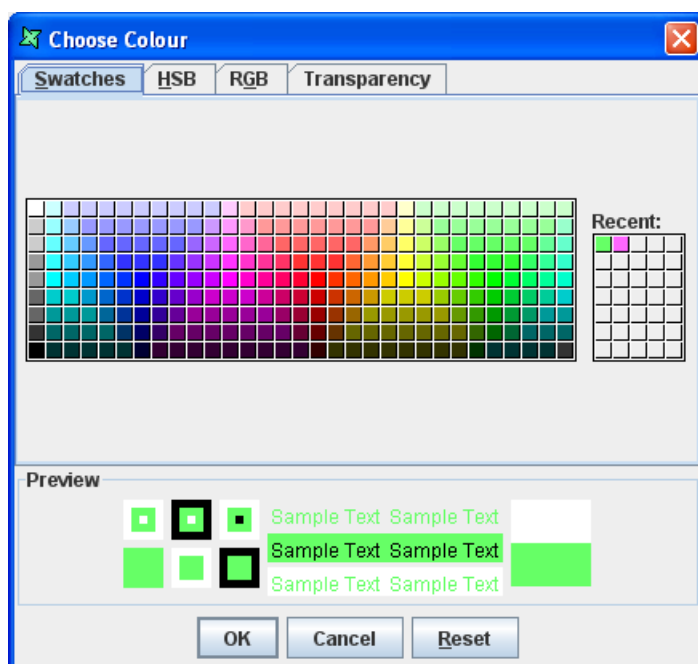 Choose Colour
Swatches HSB RGB Transparency
Recent:
Preview
Sample Text Sample Text
Sample Text Sample Text
Sample Text Sample Text
OK Cancel Reset